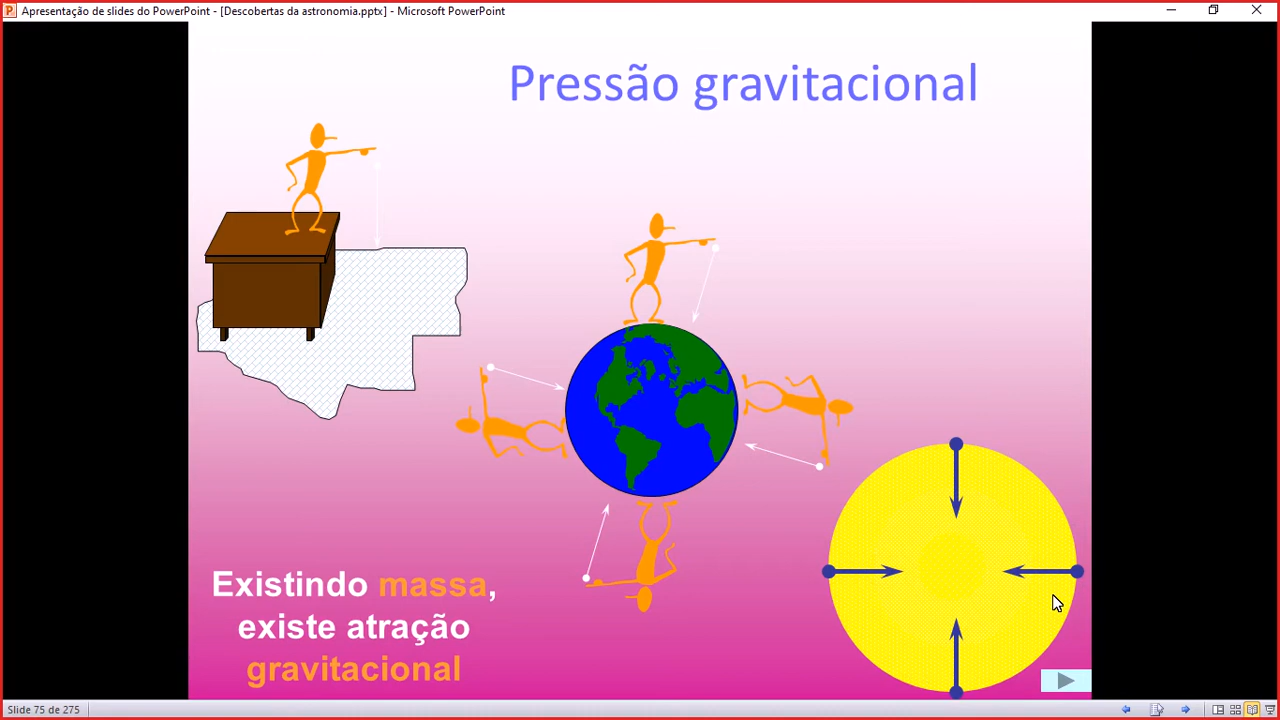 Apresentação de slides do PowerPoint - [Descobertas da astronomia.pptx] - Microsoft PowerPoint
Pressão gravitacional
Existindo massa,
existe atração
gravitacional
Slide 75 de 275